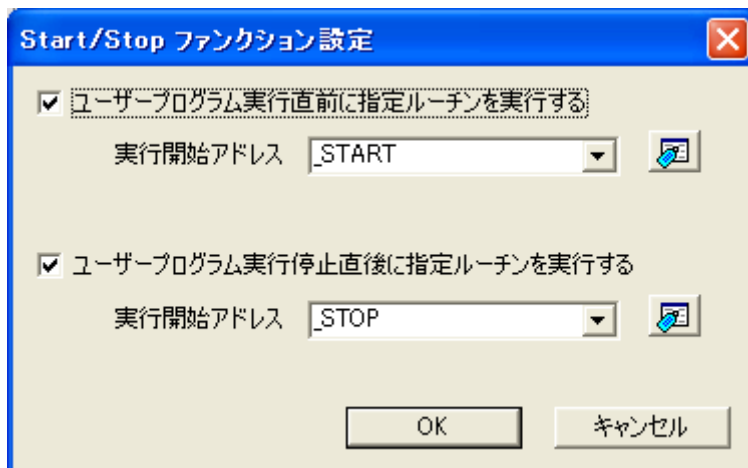 Start/Stop ファンクション設定
ユーザープログラム実行直前に指定ルーチンを実行する
実行開始アドレス _START
ユーザープログラム実行停止直後に指定ルーチンを実行する
実行開始アドレス _STOP
OK キャンセル